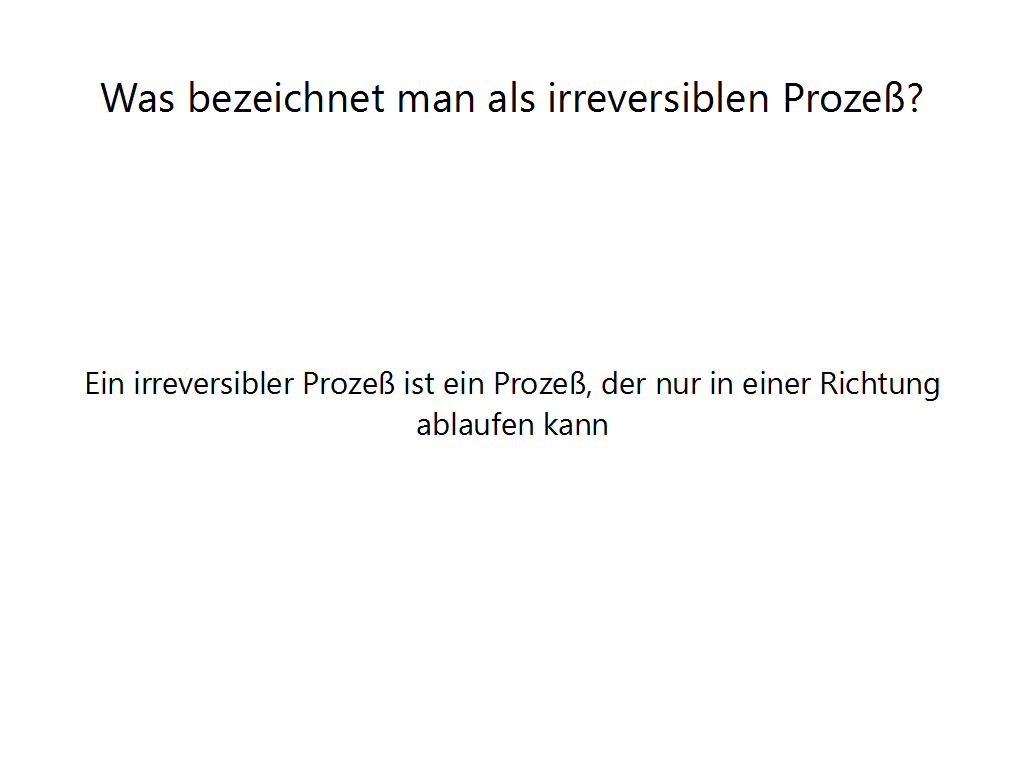 Was bezeichnet man als irreversiblen Prozeß?
Ein irreversibler Prozeß ist ein Prozeß, der nur in einer Richtung
ablaufen kann